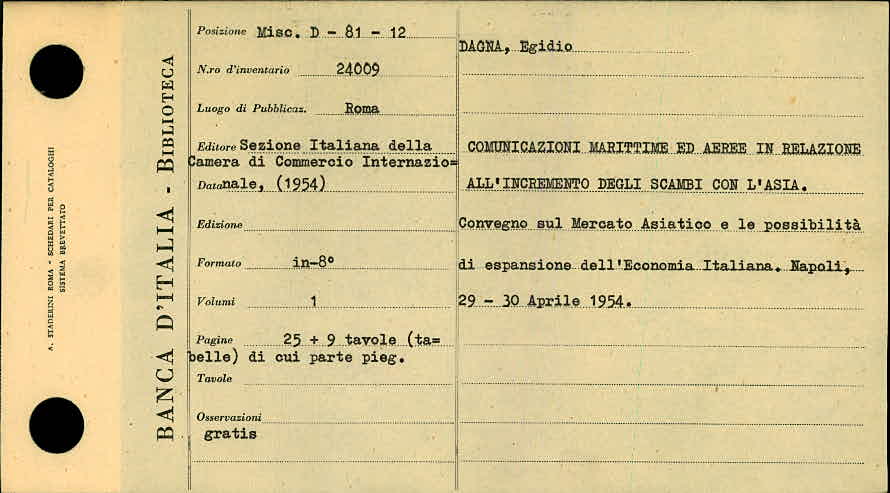 A. STADERINI ROMA - SCHEDARI PER CATALOGHI
SISTEMA BREVETTATO
BANCA D'ITALIA - BIBLIOTECA
Posizione Misc. D - 81 - 12
N.ro d'inventario 24009
Luogo di Pubblicaz. Roma
Editore Sezione Italiana della
Camera di Commercio Internazio=
Data nale, (1954)
Edizione
Formato in-8°
Volumi 1
Pagine 25 + 9 tavole (ta=
belle) di cui parte pieg.
Tavole
Osservazioni
gratis
DAGNA, Egidio
COMUNICAZIONI MARITTIME ED AEREE IN RELAZIONE
ALL'INCREMENTO DEGLI SCAMBI CON L'ASIA.
Convegno sul Mercato Asiatico e le possibilità
di espansione dell'Economia Italiana. Napoli,
29 - 30 Aprile 1954.